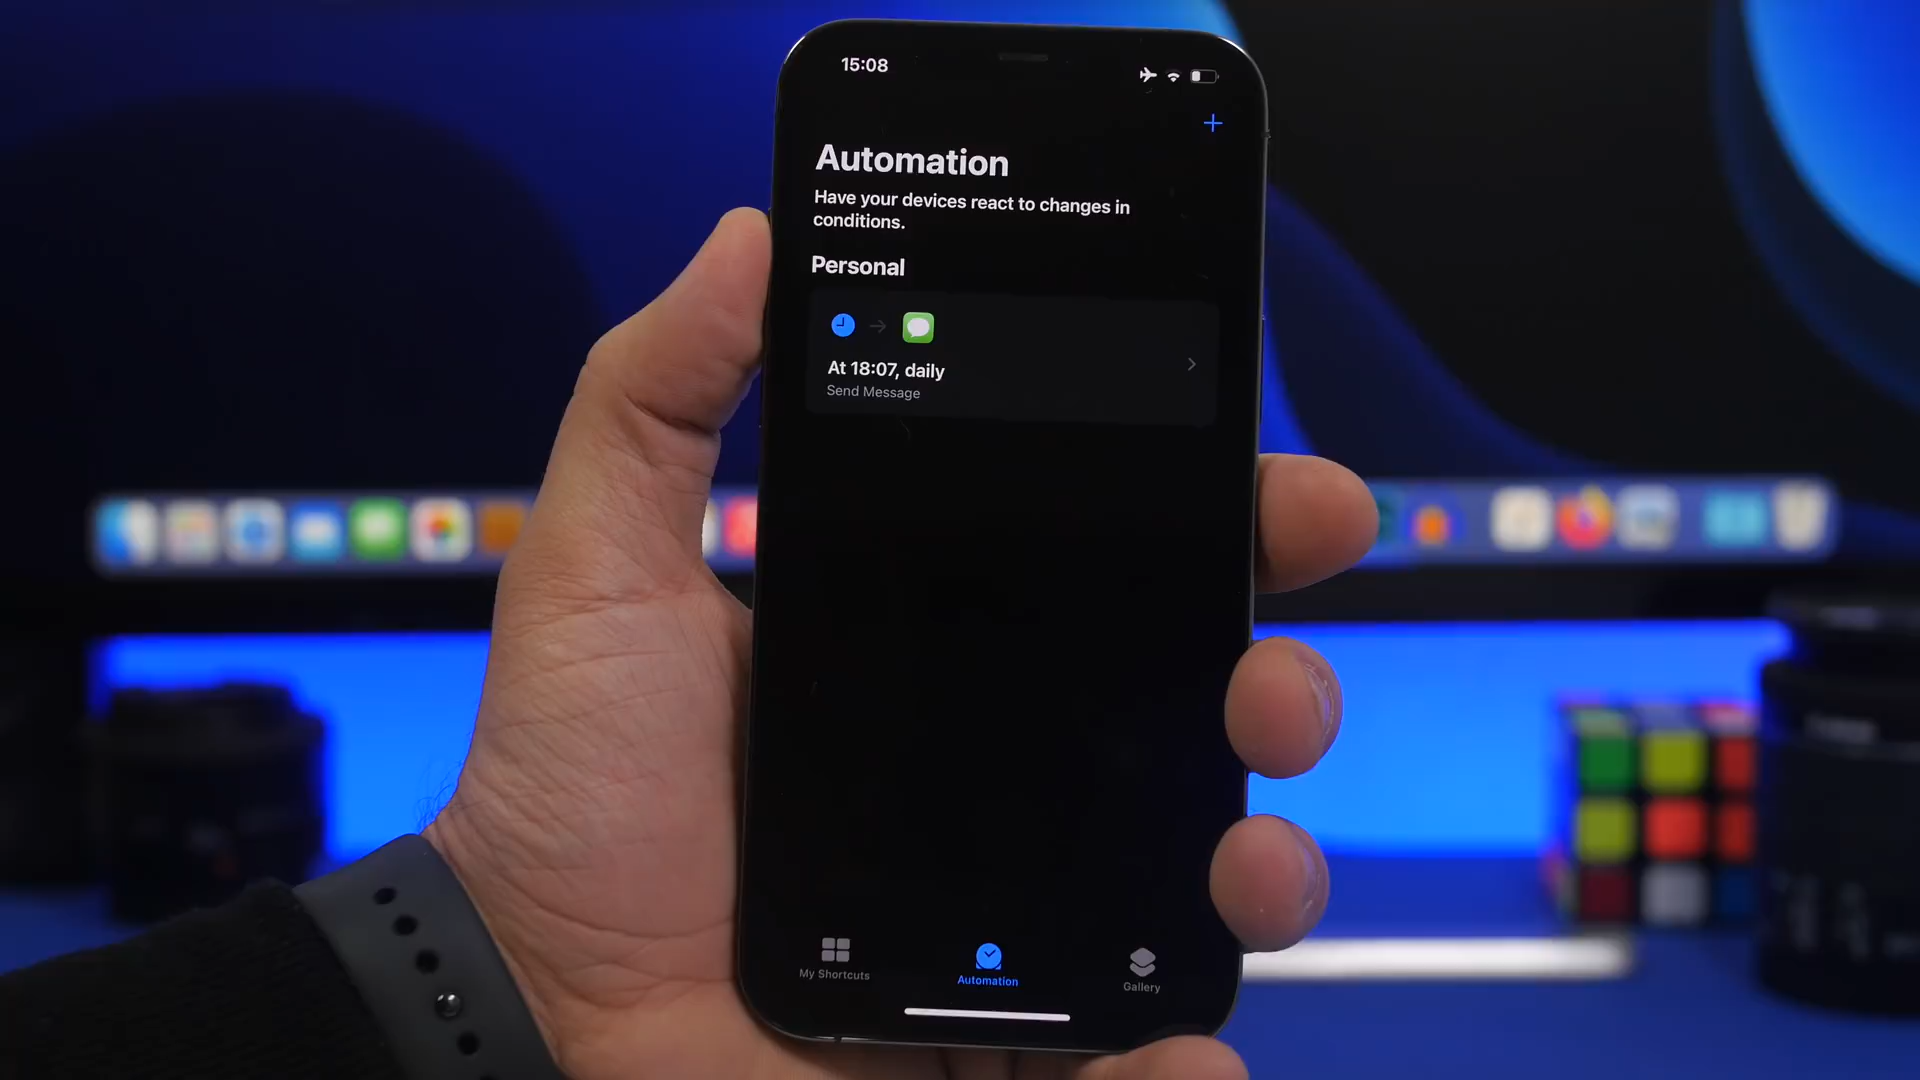 15:08
Automation
Have your devices react to changes in
conditions.
Personal
At 18:07, daily
Send Message
My Shortcuts
Automation
Gallery